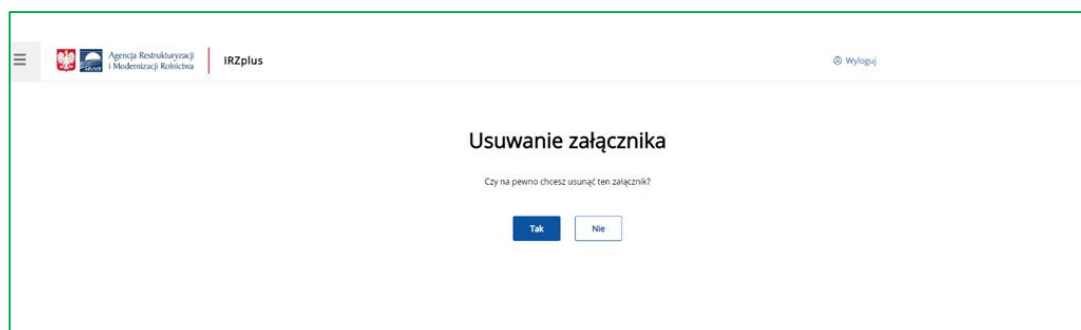 Agencja Restrukturyzacji
i Modernizacji Rolnictwa
IRZplus
Wyloguj
Usuwanie załącznika
Czy na pewno chcesz usunąć ten załącznik?
Tak
Nie